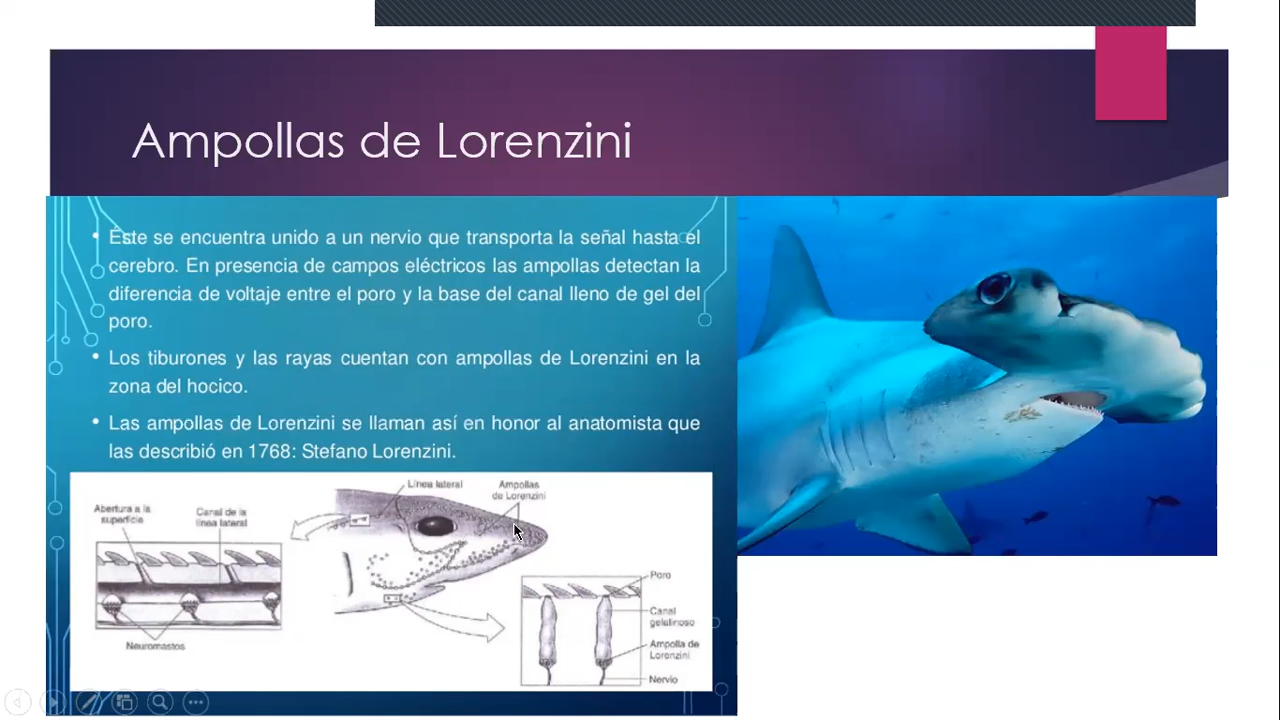 Ampollas de Lorenzini
• Este se encuentra unido a un nervio que transporta la señal hasta el
cerebro. En presencia de campos eléctricos las ampollas detectan la
diferencia de voltaje entre el poro y la base del canal lleno de gel del
poro.
• Los tiburones y las rayas cuentan con ampollas de Lorenzini en la
zona del hocico.
• Las ampollas de Lorenzini se llaman así en honor al anatomista que
las describió en 1768: Stefano Lorenzini.
Línea lateral
Ampollas
de Lorenzini
Abertura a la
superficie
Canal de la
línea lateral
Neuromastos
Poro
Canal
gelatinoso
Ampolla de
Lorenzini
Nervio